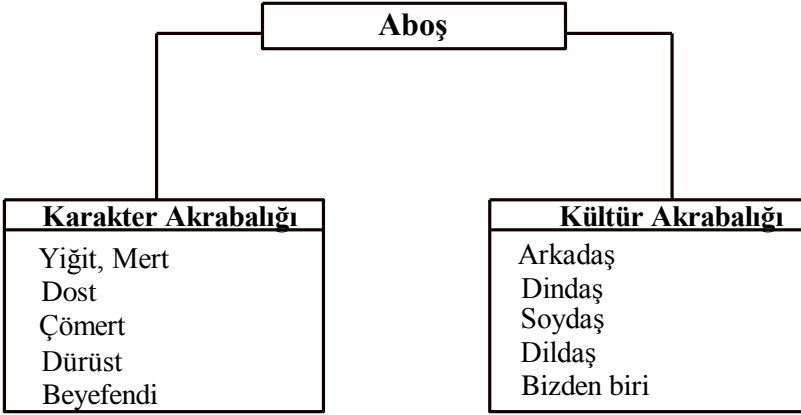 Aboş
Karakter Akrabalığı
Yiğit, Mert
Dost
Çömert
Dürüst
Beyefendi
Kültür Akrabalığı
Arkadaş
Dindaş
Soydaş
Dildaş
Bizden biri